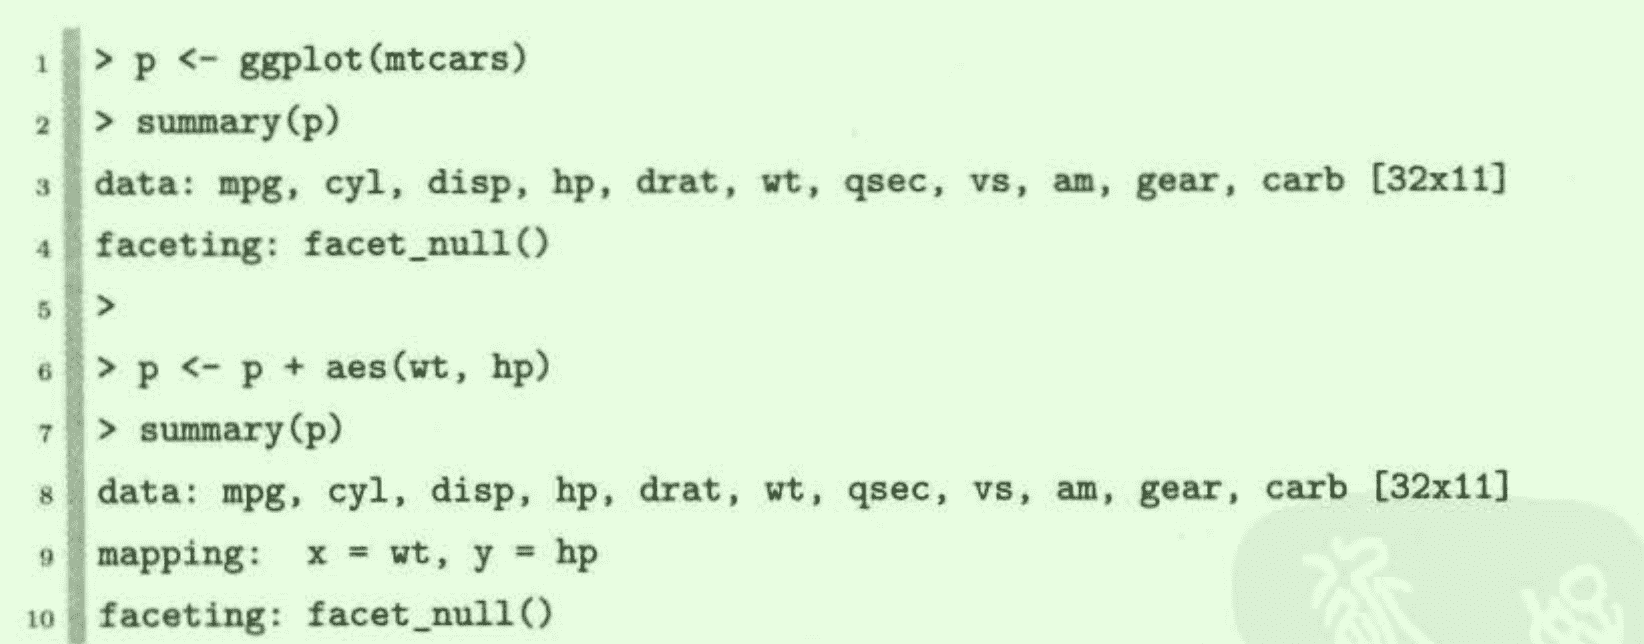 1 > p <- ggplot(mtcars)
2 > summary(p)
3 data: mpg, cyl, disp, hp, drat, wt, qsec, vs, am, gear, carb [32x11]
4 faceting: facet_null()
5 >
6 > p <- p + aes(wt, hp)
7 > summary(p)
8 data: mpg, cyl, disp, hp, drat, wt, qsec, vs, am, gear, carb [32x11]
9 mapping:  x = wt, y = hp
10 faceting: facet_null()